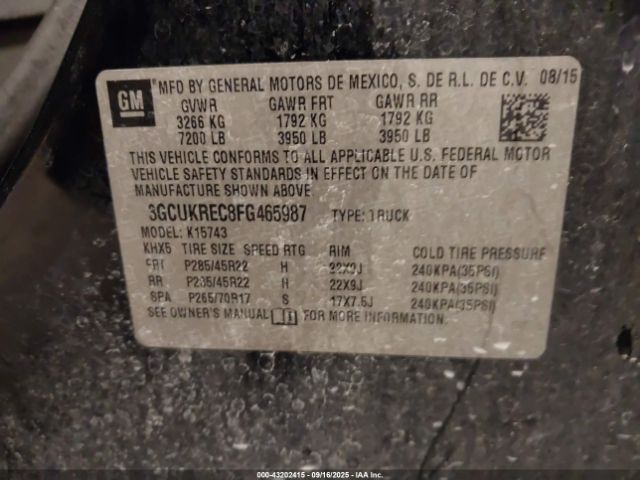 GM
MFD BY GENERAL MOTORS DE MEXICO, S. DE R.L. DE C.V. 08/15
GVWR GAWR FRT GAWR RR
3266 KG 1792 KG 1792 KG
7200 LB 3950 LB 3950 LB
THIS VEHICLE CONFORMS TO ALL APPLICABLE U.S. FEDERAL MOTOR
VEHICLE SAFETY STANDARDS IN EFFECT ON THE DATE OF
MANUFACTURE SHOWN ABOVE.
3GCUKREC8FG465987 TYPE: TRUCK
MODEL: K15743
KHX5 TIRE SIZE SPEED RTG RIM COLD TIRE PRESSURE
FRT P285/45R22 H 22X9J 240KPA(35PSI)
RR P285/45R22 H 22X9J 240KPA(35PSI)
SPA P265/70R17 S 17X7.5J 240KPA(35PSI)
SEE OWNER'S MANUAL FOR MORE INFORMATION.
000-43202415 - 09/16/2025 - IAAI.COM